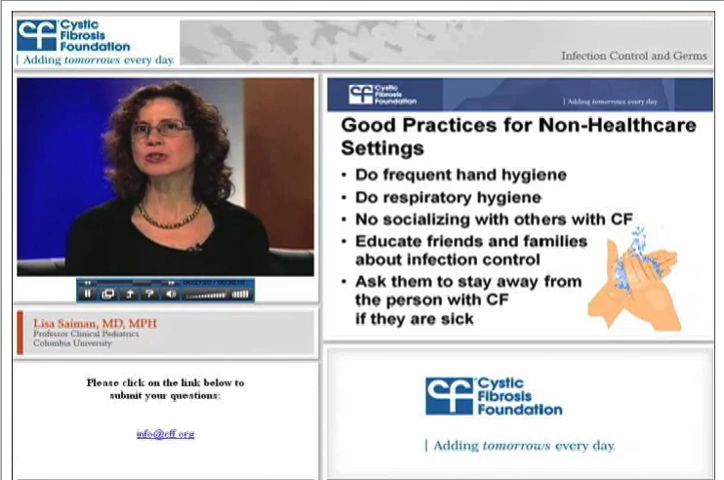 Cystic
Fibrosis
Foundation
Adding tomorrows every day.
Infection Control and Germs
Cystic
Fibrosis
Foundation
Adding tomorrows every day
Good Practices for Non-Healthcare
Settings
• Do frequent hand hygiene
• Do respiratory hygiene
• No socializing with others with CF
• Educate friends and families
about infection control
• Ask them to stay away from
the person with CF
if they are sick
Lisa Saiman, MD, MPH
Professor Clinical Pediatrics
Columbia University
Please click on the link below to
submit your questions:
info@cff.org
Cystic
Fibrosis
Foundation
Adding tomorrows every day.